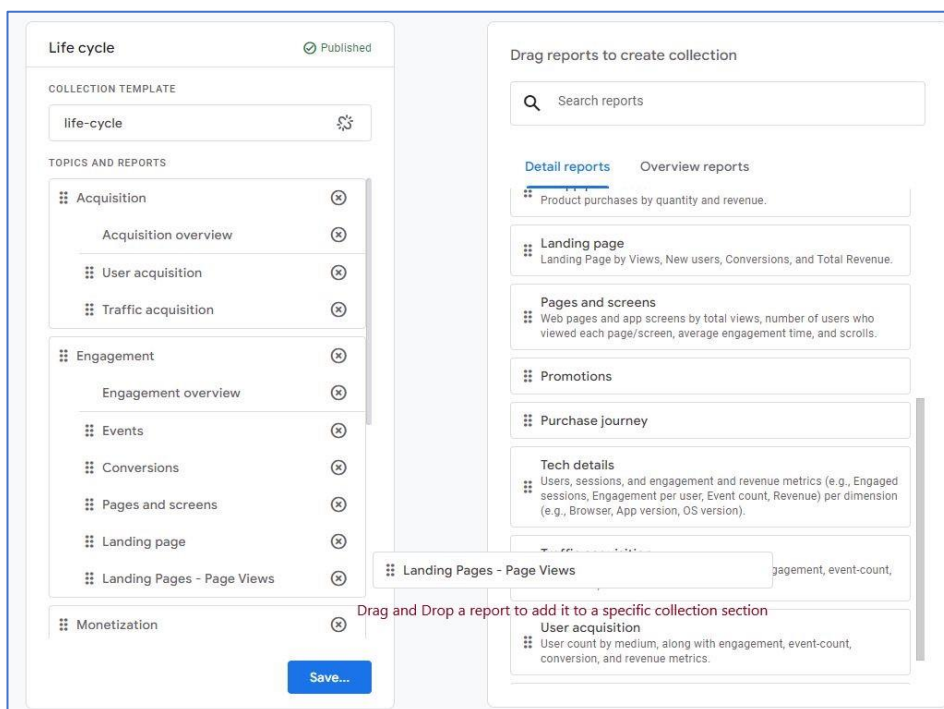 Life cycle
Published
COLLECTION TEMPLATE
life-cycle
TOPICS AND REPORTS
Acquisition
Acquisition overview
User acquisition
Traffic acquisition
Engagement
Engagement overview
Events
Conversions
Pages and screens
Landing page
Landing Pages - Page Views
Monetization
Save...
Drag reports to create collection
Search reports
Detail reports
Overview reports
Product purchases by quantity and revenue.
Landing page
Landing Page by Views, New users, Conversions, and Total Revenue.
Pages and screens
Web pages and app screens by total views, number of users who
viewed each page/screen, average engagement time, and scrolls.
Promotions
Purchase journey
Tech details
Users, sessions, and engagement and revenue metrics (e.g., Engaged
sessions, Engagement per user, Event count, Revenue) per dimension
(e.g., Browser, App version, OS version).
Landing Pages - Page Views
event-count,
Drag and Drop a report to add it to a specific collection section
User acquisition
User count by medium, along with engagement, event-count,
conversion, and revenue metrics.